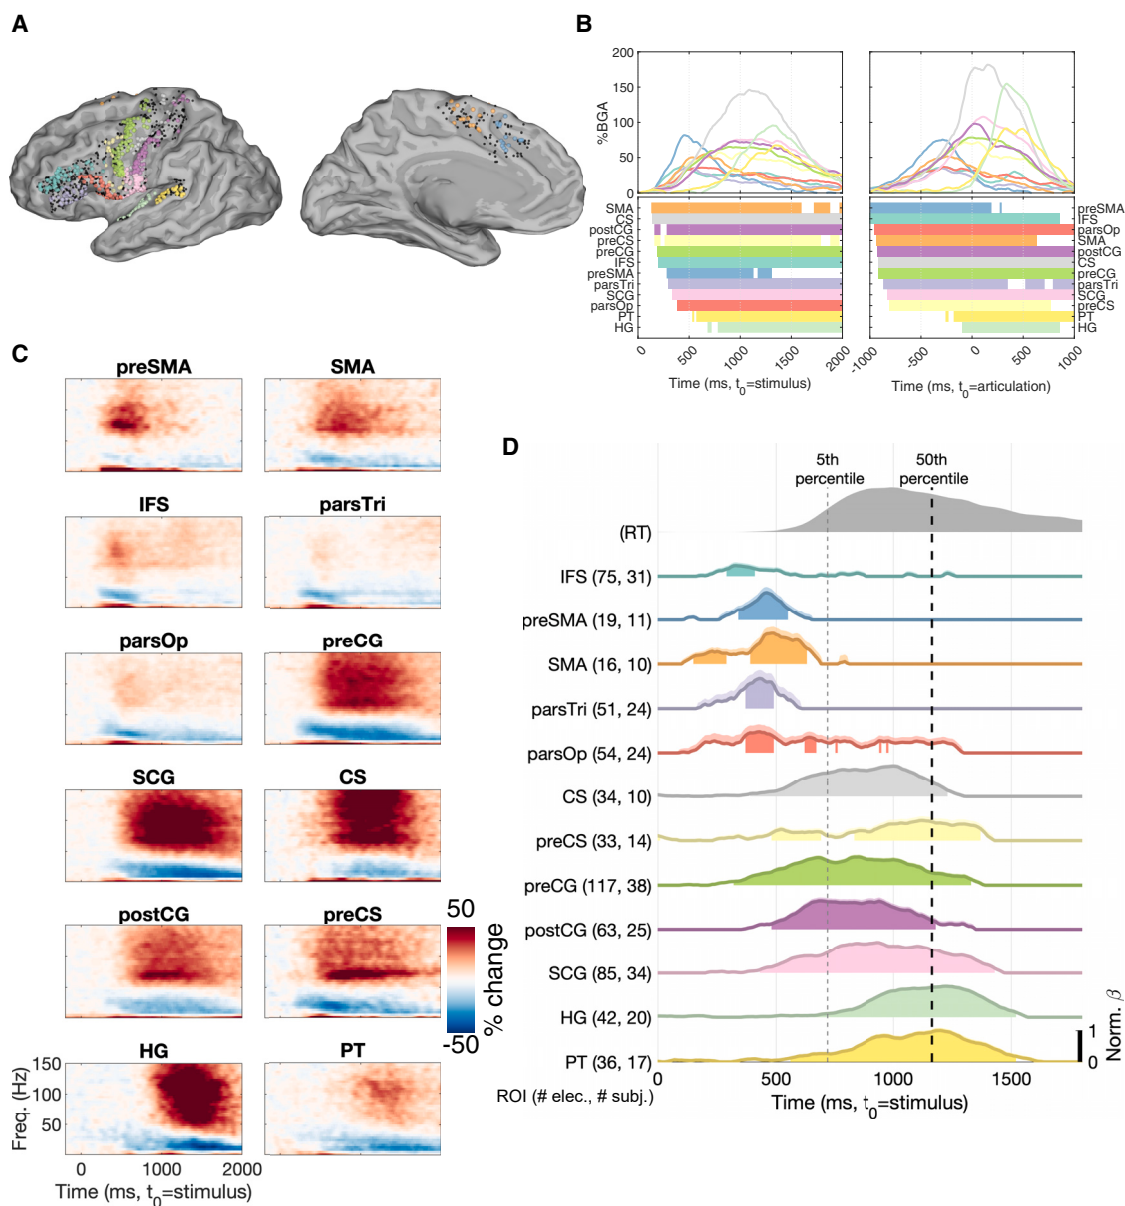 A
B
200
150
100
50
0
%BGA
SMA
CS
postCG
preCS
preCG
IFS
preSMA
parsTri
SCG
parsOp
PT
HG
preSMA
IFS
parsOp
SMA
postCG
CS
preCG
parsTri
SCG
preCS
PT
HG
0 500 1000 1500 2000
-1000 -500 0 500 1000
Time (ms, t0=stimulus)
Time (ms, t0=articulation)
C
preSMA SMA
IFS parsTri
parsOp preCG
SCG CS
postCG preCS
HG PT
50
% change
-50
150
100
50
Freq. (Hz)
0 1000 2000
Time (ms, t0=stimulus)
D
5th
percentile
50th
percentile
(RT)
IFS (75, 31)
preSMA (19, 11)
SMA (16, 10)
parsTri (51, 24)
parsOp (54, 24)
CS (34, 10)
preCS (33, 14)
preCG (117, 38)
postCG (63, 25)
SCG (85, 34)
HG (42, 20)
PT (36, 17)
ROI (# elec., # subj.)
0 500 1000 1500
Time (ms, t0=stimulus)
1
0
Norm. β